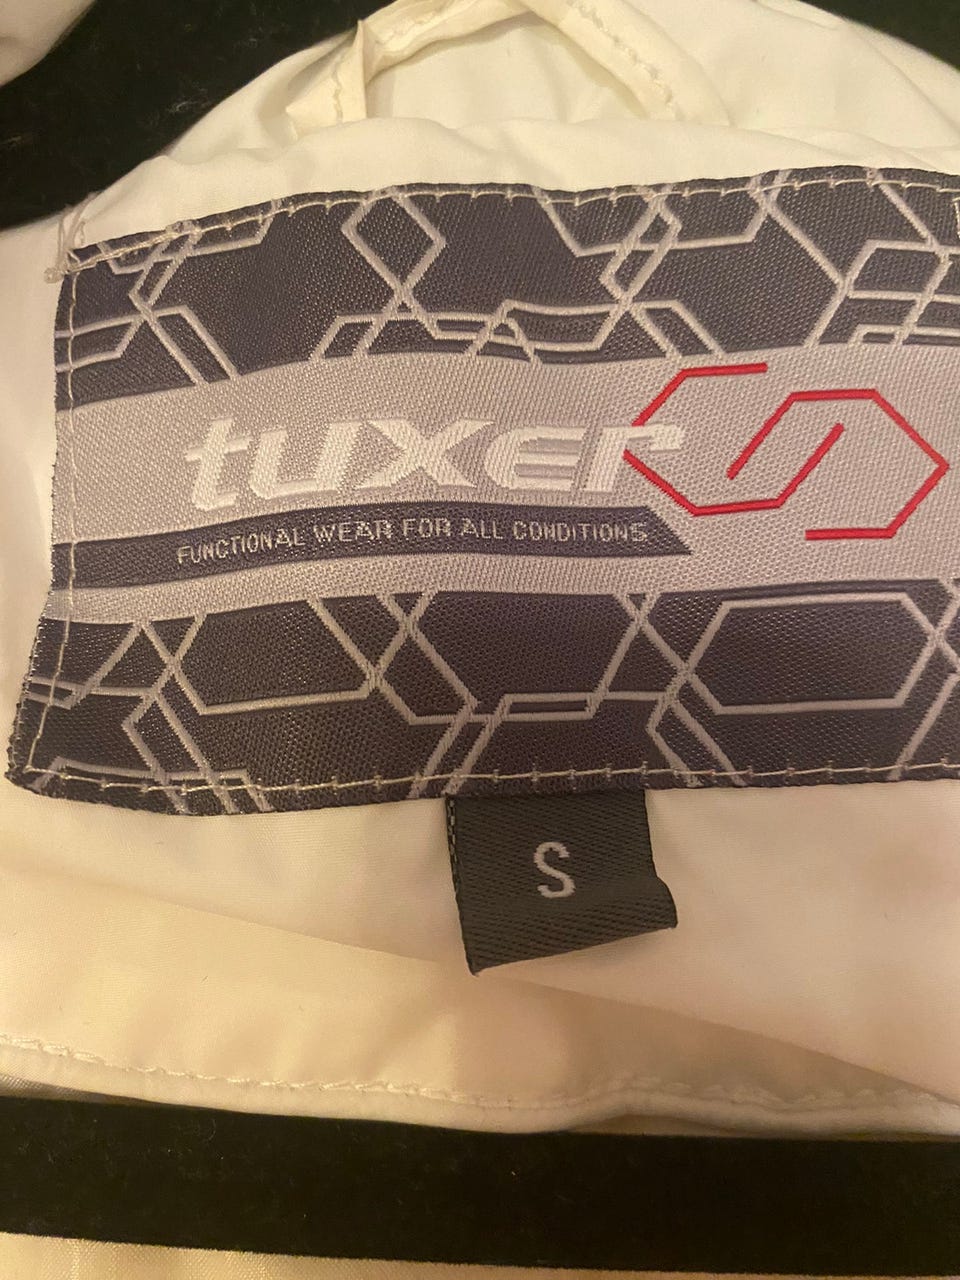 tuxer
FUNCTIONAL WEAR FOR ALL CONDITIONS
S